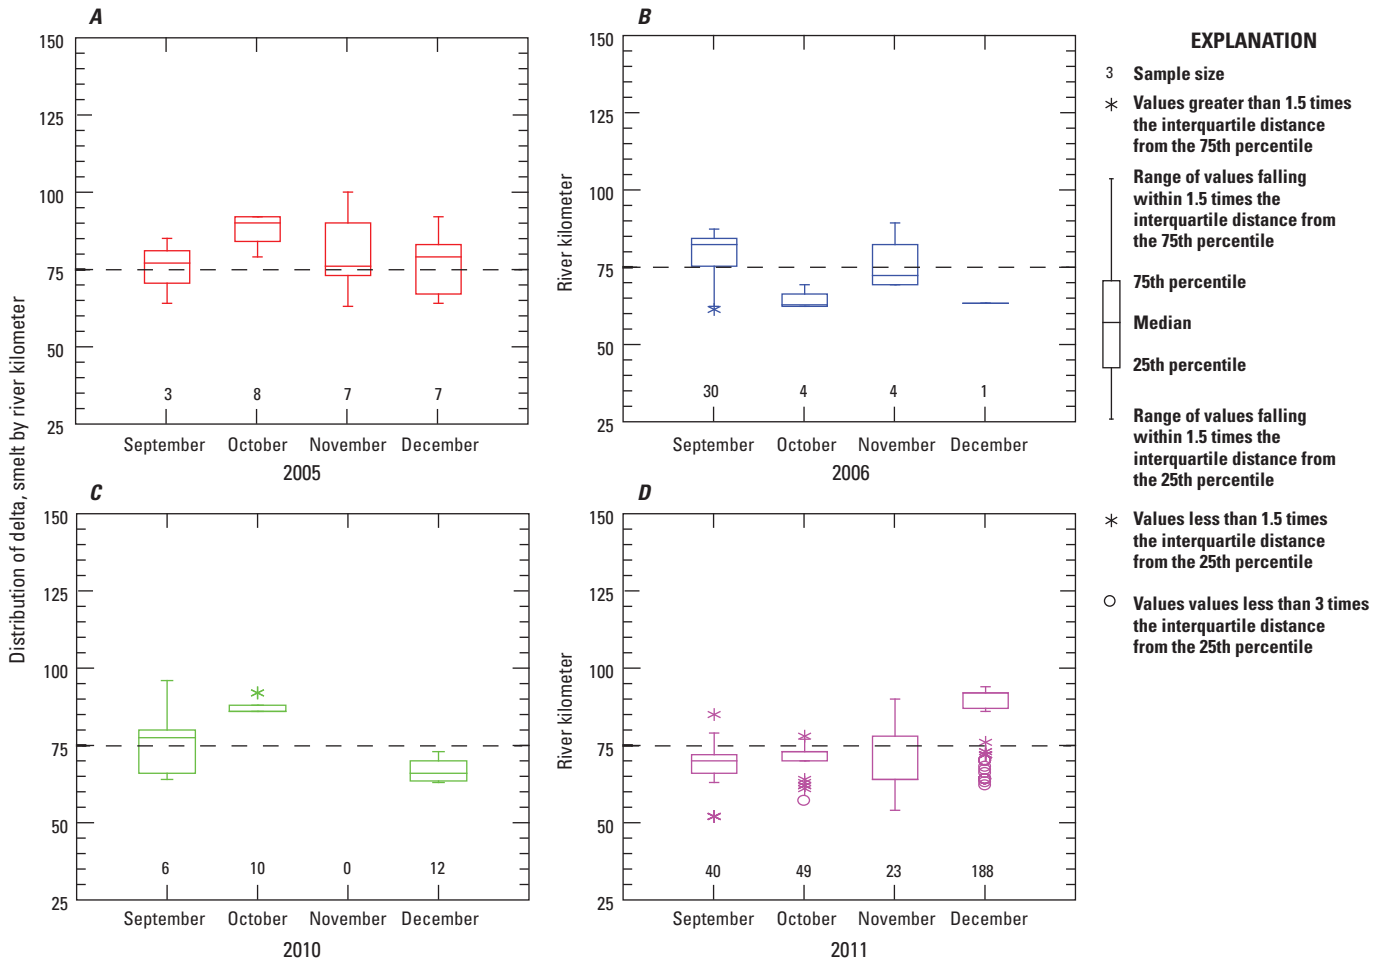 A
150
125
100
75
50
25
3
8
7
7
September
October
November
December
2005
B
150
125
100
75
50
25
River kilometer
30
4
4
1
September
October
November
December
2006
Distribution of delta, smelt by river kilometer
C
150
125
100
75
50
25
6
10
0
12
September
October
November
December
2010
D
150
125
100
75
50
25
River kilometer
40
49
23
188
September
October
November
December
2011
EXPLANATION
3 Sample size
Values greater than 1.5 times
the interquartile distance
from the 75th percentile
Range of values falling
within 1.5 times the
interquartile distance from
the 75th percentile
75th percentile
Median
25th percentile
Range of values falling
within 1.5 times the
interquartile distance from
the 25th percentile
Values less than 1.5 times
the interquartile distance
from the 25th percentile
Values values less than 3 times
the interquartile distance
from the 25th percentile